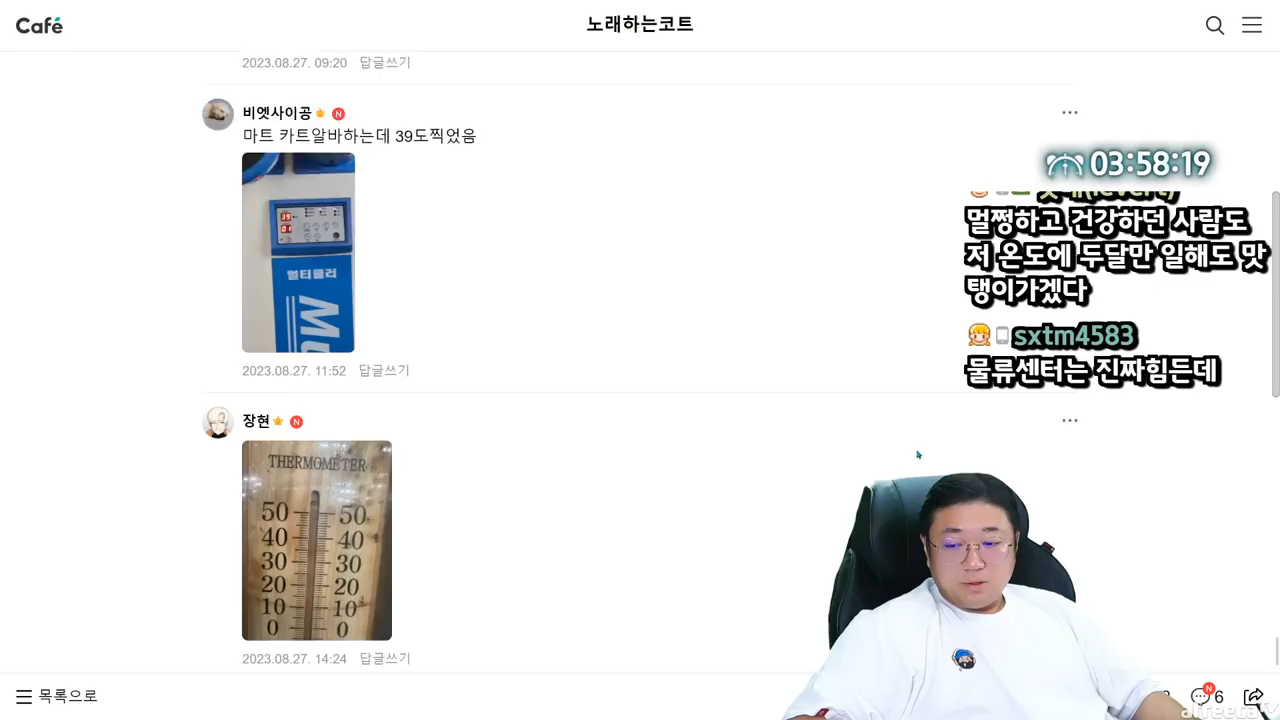 Café
노래하는코트
2023.08.27. 09:20 답글쓰기
비엣사이공 N
마트 카트알바하는데 39도찍었음
39
멀티쿨러
Mu
2023.08.27. 11:52 답글쓰기
장현 N
THERMOMETER
50 50
40 40
30 30
20 20
10 10
0 0
2023.08.27. 14:24 답글쓰기
목록으로
N
6
03:58:19
멀쩡하고 건강하던 사람도
저 온도에 두달만 일해도 맛
탱이가겠다
sxtm4583
물류센터는 진짜힘든데
afreecaTV